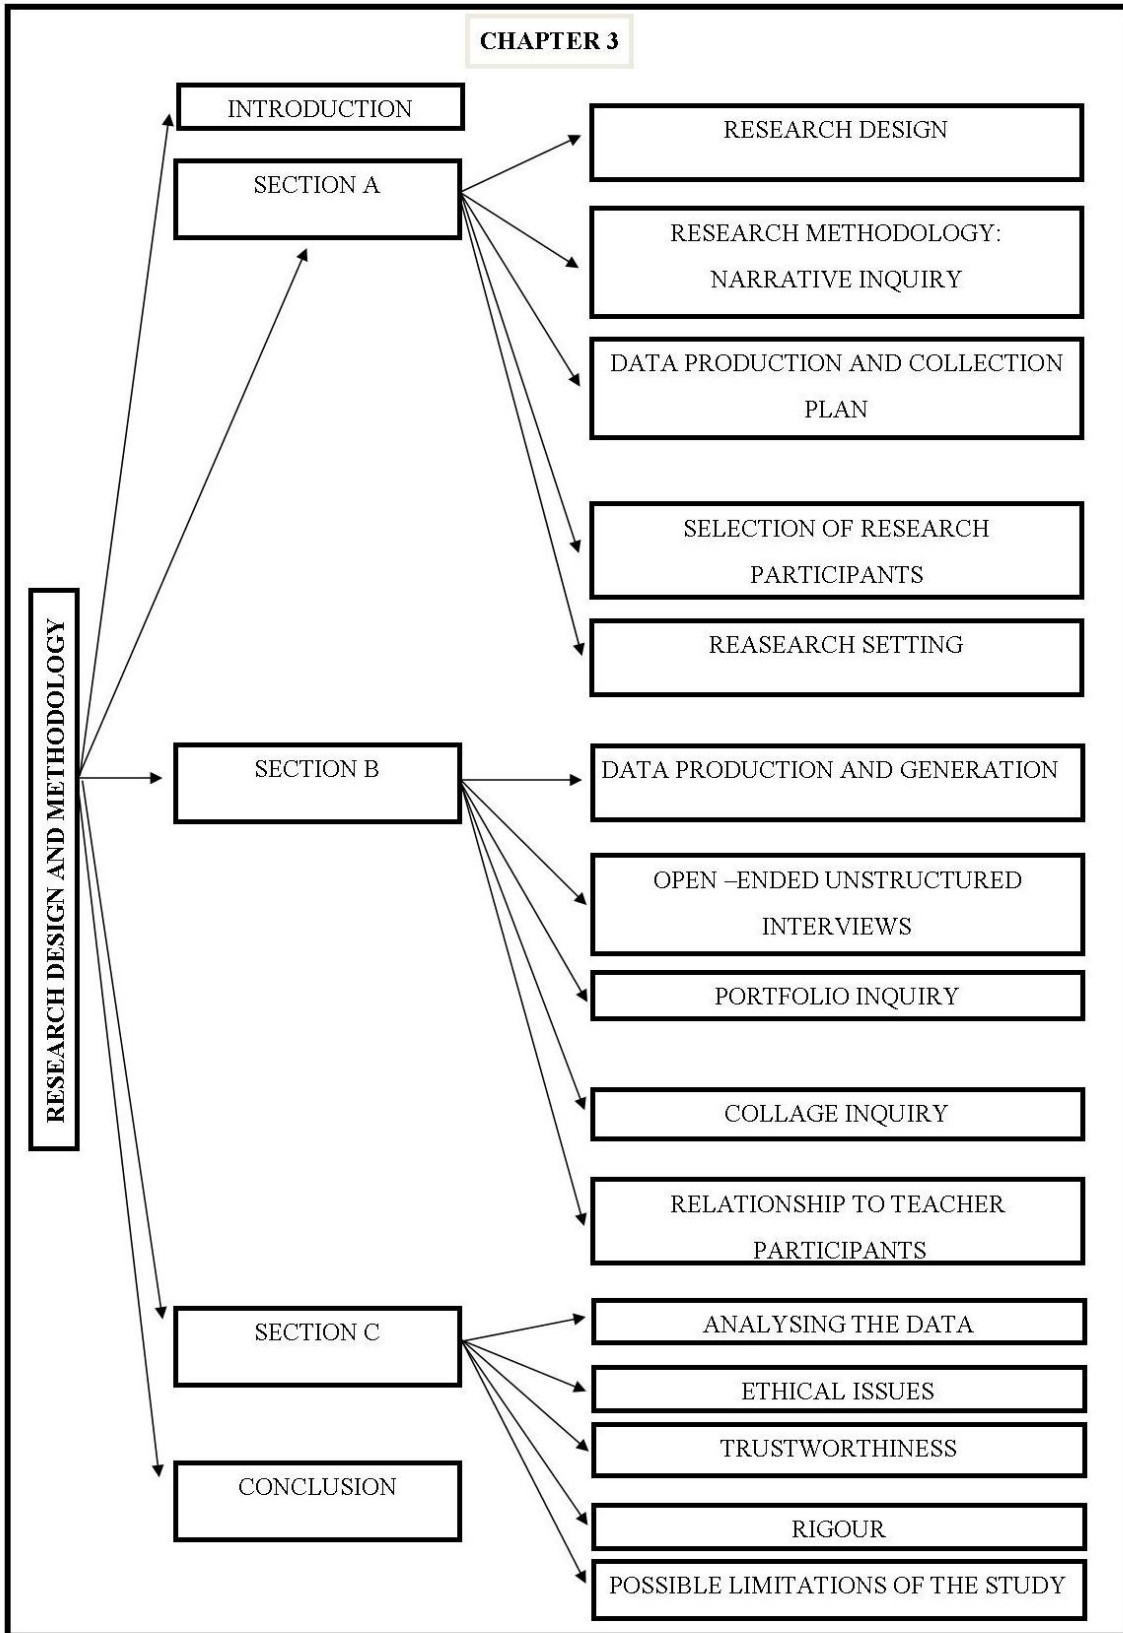 CHAPTER 3
RESEARCH DESIGN AND METHODOLOGY
INTRODUCTION
SECTION A
RESEARCH DESIGN
RESEARCH METHODOLOGY:
NARRATIVE INQUIRY
DATA PRODUCTION AND COLLECTION
PLAN
SELECTION OF RESEARCH
PARTICIPANTS
REASEARCH SETTING
SECTION B
DATA PRODUCTION AND GENERATION
OPEN –ENDED UNSTRUCTURED
INTERVIEWS
PORTFOLIO INQUIRY
COLLAGE INQUIRY
RELATIONSHIP TO TEACHER
PARTICIPANTS
SECTION C
ANALYSING THE DATA
ETHICAL ISSUES
TRUSTWORTHINESS
RIGOUR
POSSIBLE LIMITATIONS OF THE STUDY
CONCLUSION